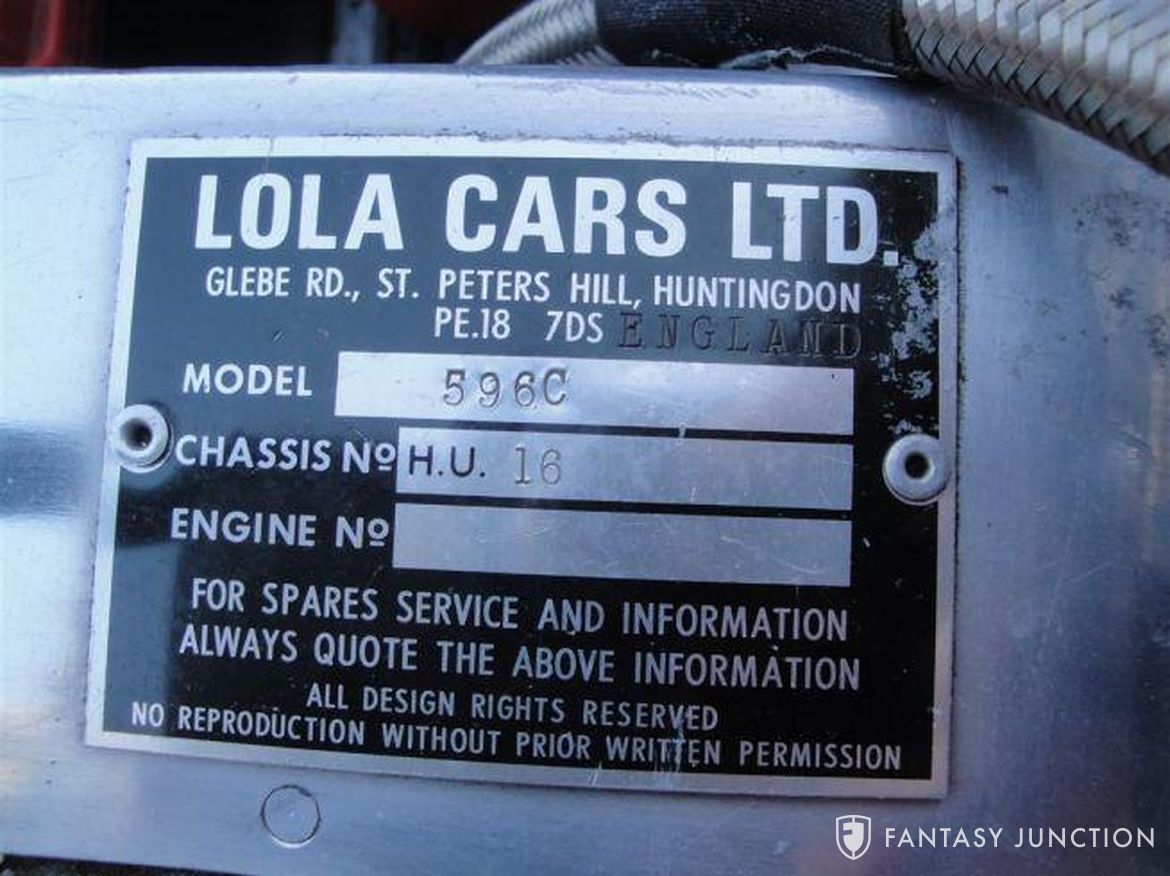 LOLA CARS LTD.
GLEBE RD., ST. PETERS HILL, HUNTINGDON
PE.18 7DS ENGLAND
MODEL 596C
CHASSIS Nº H.U. 16
ENGINE Nº
FOR SPARES SERVICE AND INFORMATION
ALWAYS QUOTE THE ABOVE INFORMATION
ALL DESIGN RIGHTS RESERVED
NO REPRODUCTION WITHOUT PRIOR WRITTEN PERMISSION
FANTASY JUNCTION